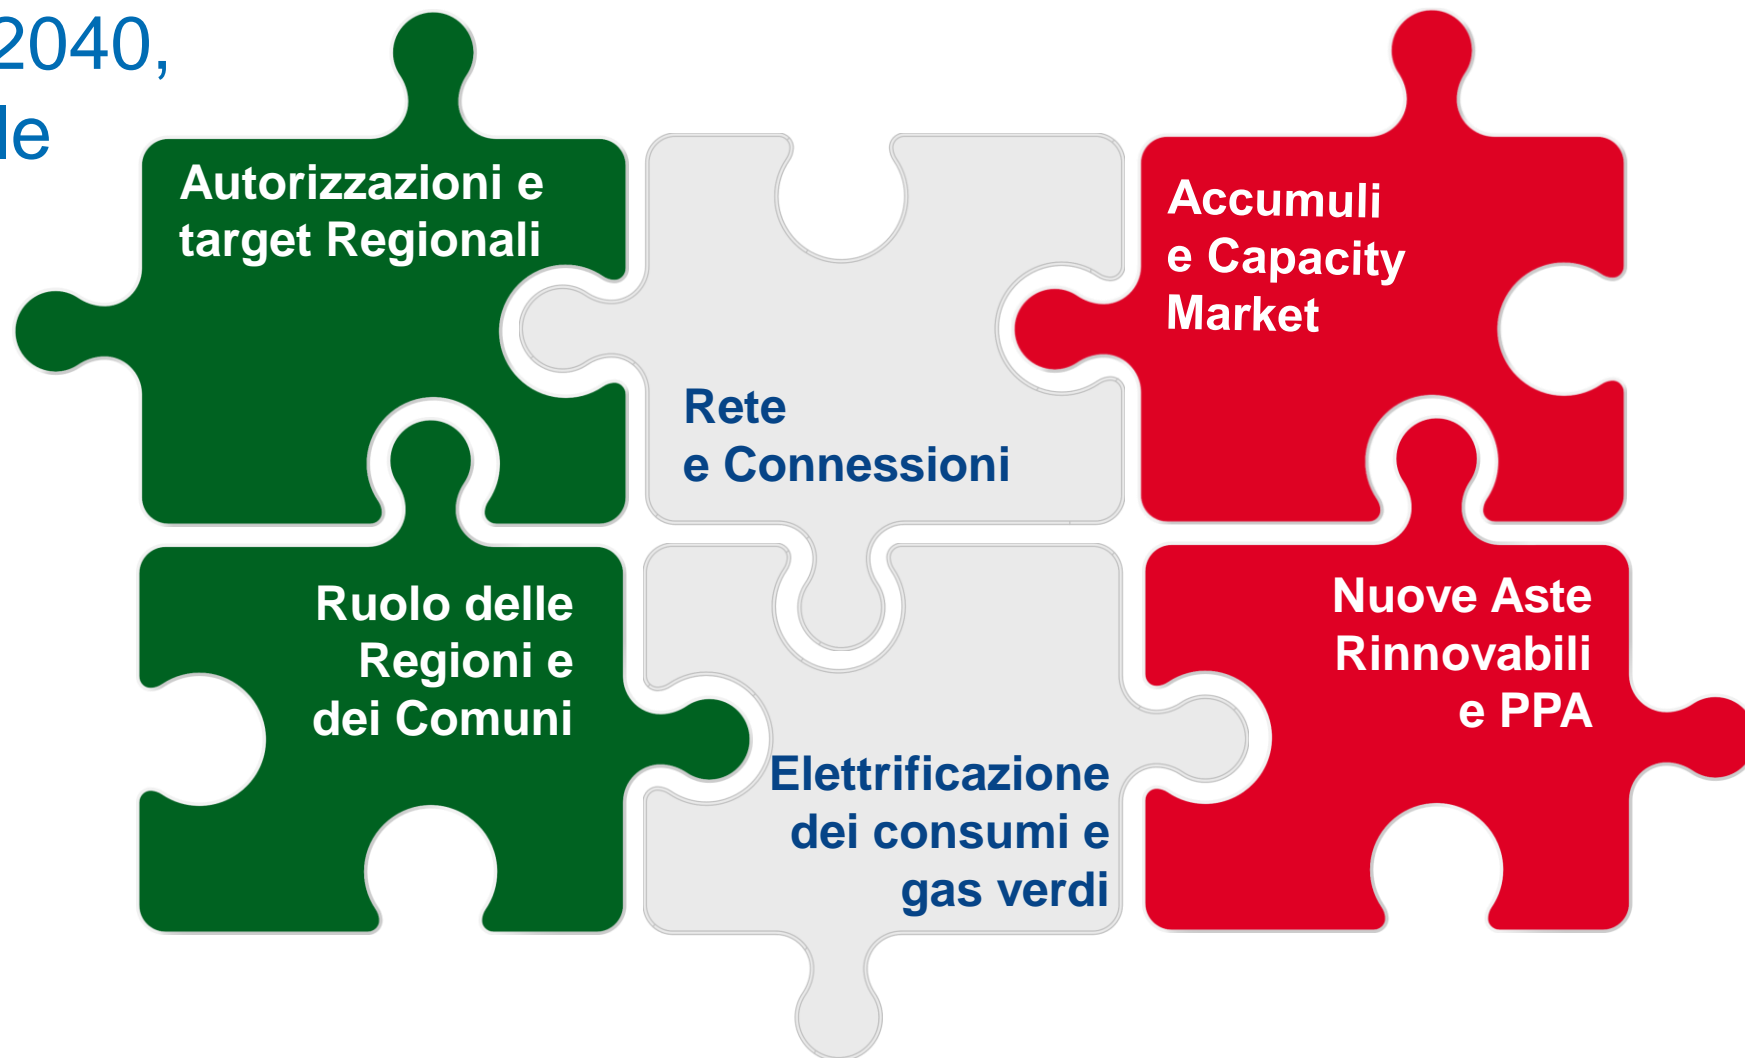 2040,
de
Autorizzazioni e
target Regionali
Rete
e Connessioni
Accumuli
e Capacity
Market
Ruolo delle
Regioni e
dei Comuni
Elettrificazione
dei consumi e
gas verdi
Nuove Aste
Rinnovabili
e PPA